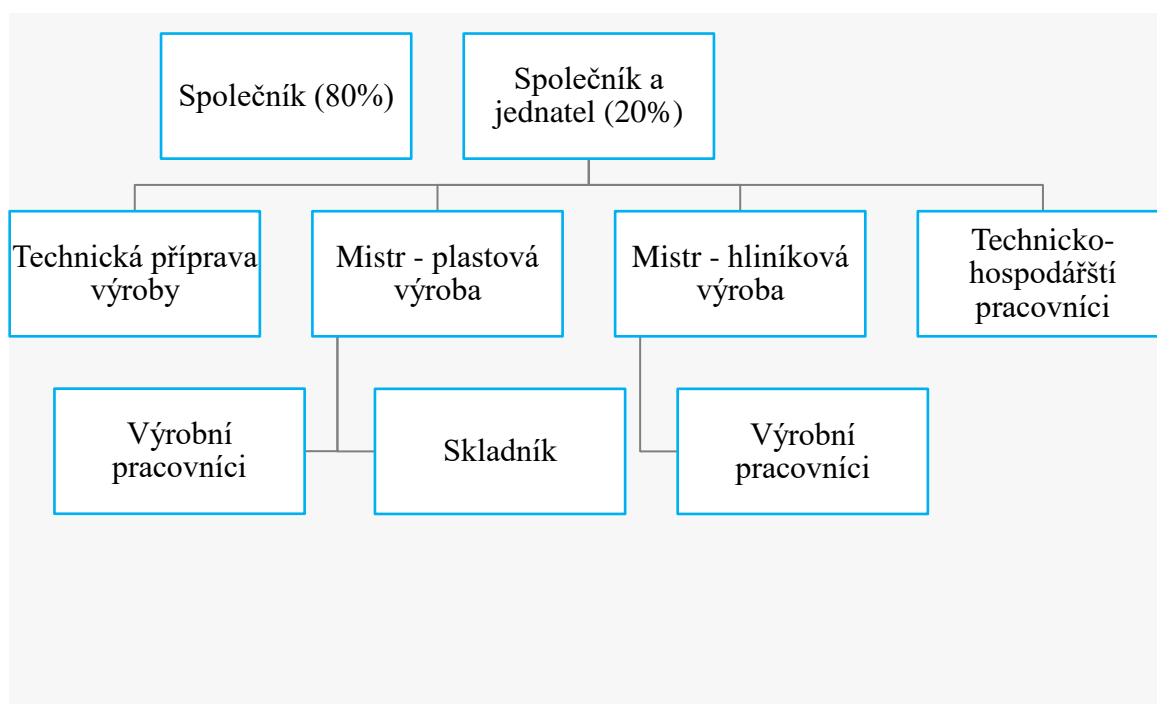 Společník (80%)
Společník a
jednatel (20%)
Technická příprava
výroby
Mistr - plastová
výroba
Mistr - hliníková
výroba
Technicko-
hospodářští
pracovníci
Výrobní
pracovníci
Skladník
Výrobní
pracovníci